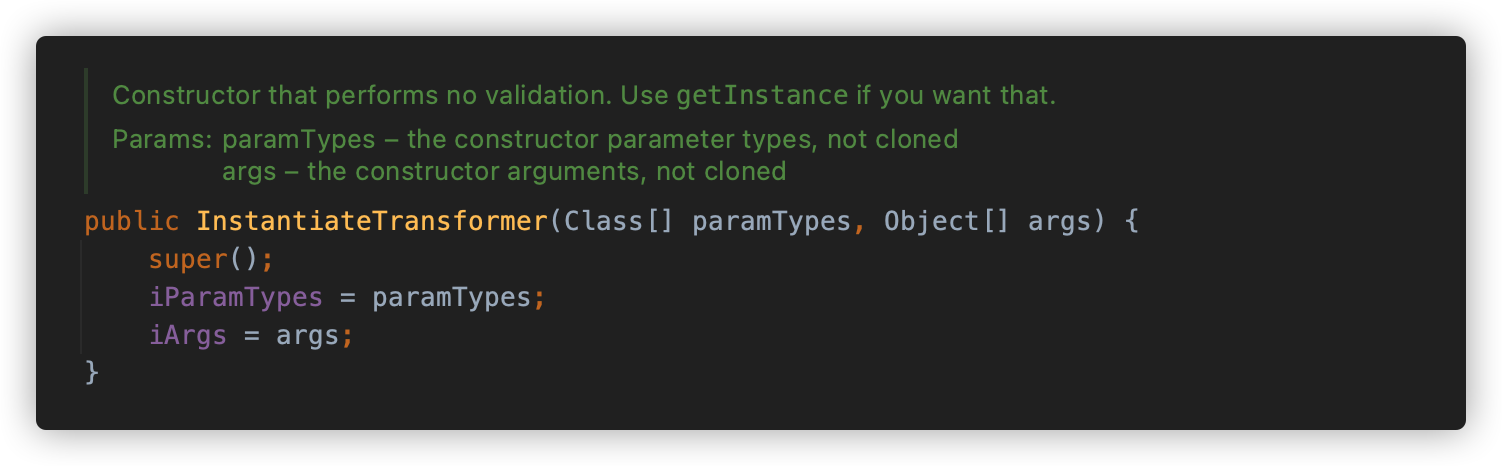 Constructor that performs no validation. Use getInstance if you want that.
Params: paramTypes – the constructor parameter types, not cloned
args – the constructor arguments, not cloned
public InstantiateTransformer(Class[] paramTypes, Object[] args) {
    super();
    iParamTypes = paramTypes;
    iArgs = args;
}